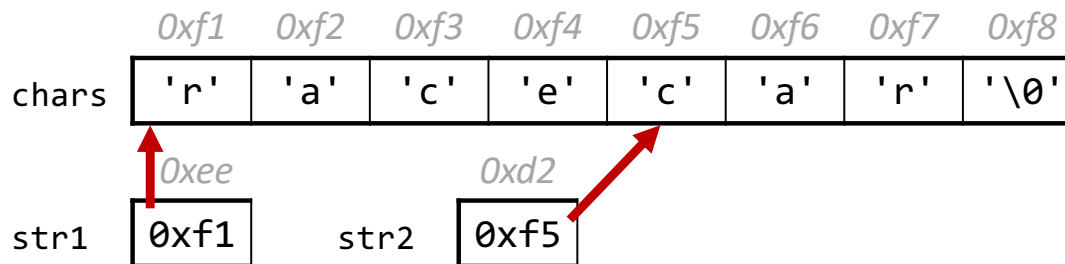 0xf1 0xf2 0xf3 0xf4 0xf5 0xf6 0xf7 0xf8
chars 'r' 'a' 'c' 'e' 'c' 'a' 'r' '\0'
0xee 0xd2
str1 0xf1 str2 0xf5